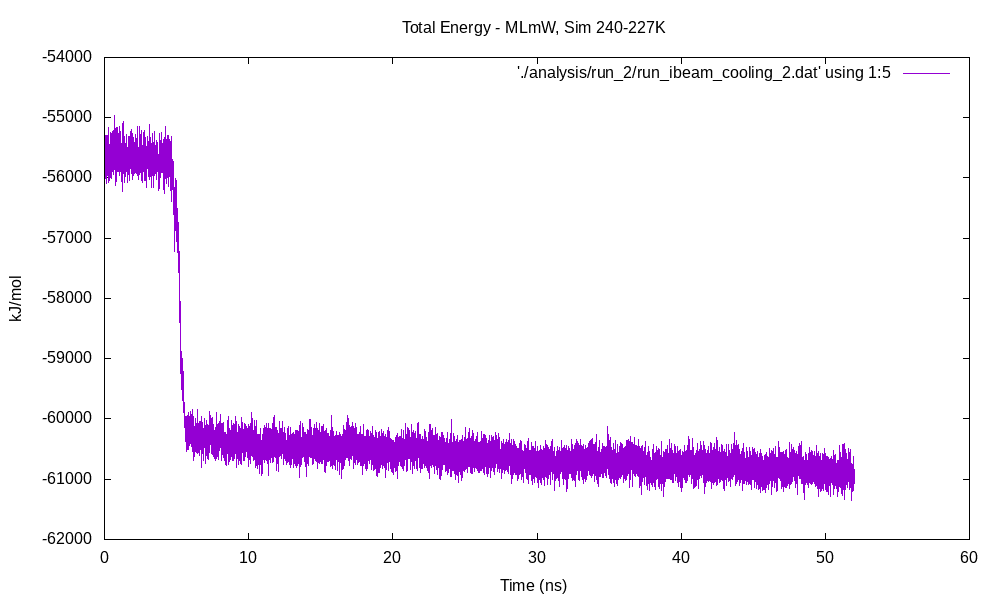 Total Energy - MLmW, Sim 240-227K
'./analysis/run_2/run_ibeam_cooling_2.dat' using 1:5
-54000
-55000
-56000
-57000
-58000
-59000
-60000
-61000
-62000
kJ/mol
0 10 20 30 40 50 60
Time (ns)